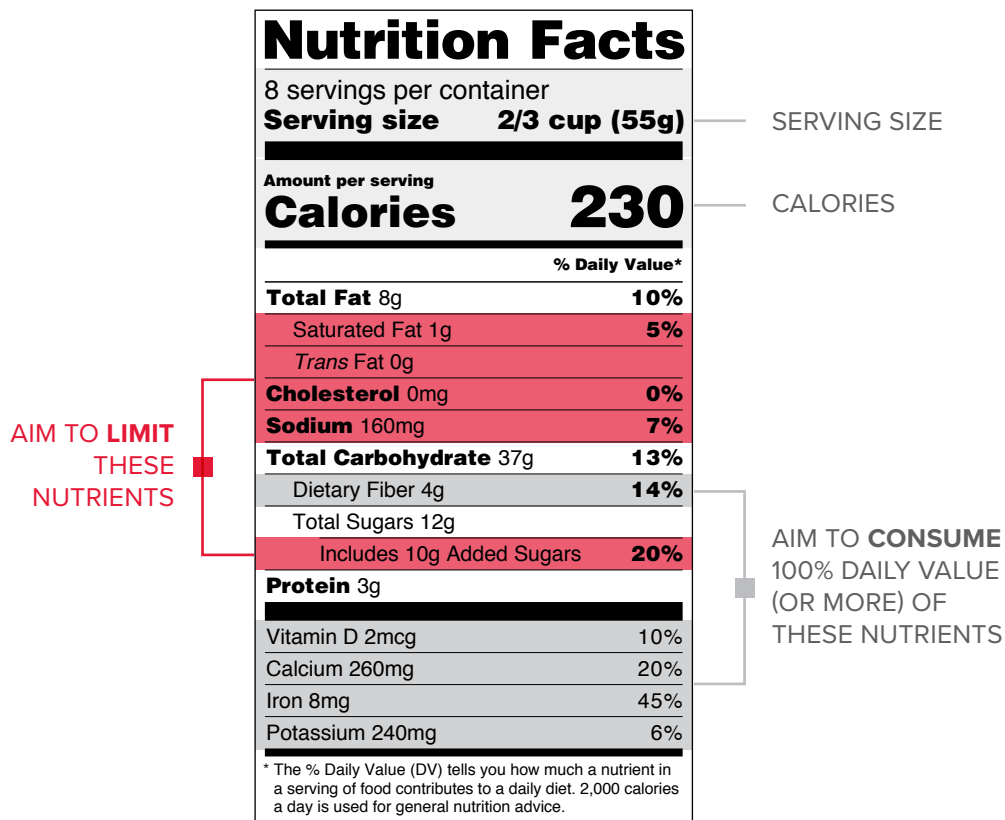 Nutrition Facts
8 servings per container
Serving size 2/3 cup (55g)
SERVING SIZE
Amount per serving
Calories 230
CALORIES
% Daily Value*
Total Fat 8g 10%
Saturated Fat 1g 5%
Trans Fat 0g
Cholesterol 0mg 0%
Sodium 160mg 7%
Total Carbohydrate 37g 13%
Dietary Fiber 4g 14%
Total Sugars 12g
Includes 10g Added Sugars 20%
Protein 3g
Vitamin D 2mcg 10%
Calcium 260mg 20%
Iron 8mg 45%
Potassium 240mg 6%
* The % Daily Value (DV) tells you how much a nutrient in
a serving of food contributes to a daily diet. 2,000 calories
a day is used for general nutrition advice.
AIM TO LIMIT
THESE
NUTRIENTS
AIM TO CONSUME
100% DAILY VALUE
(OR MORE) OF
THESE NUTRIENTS